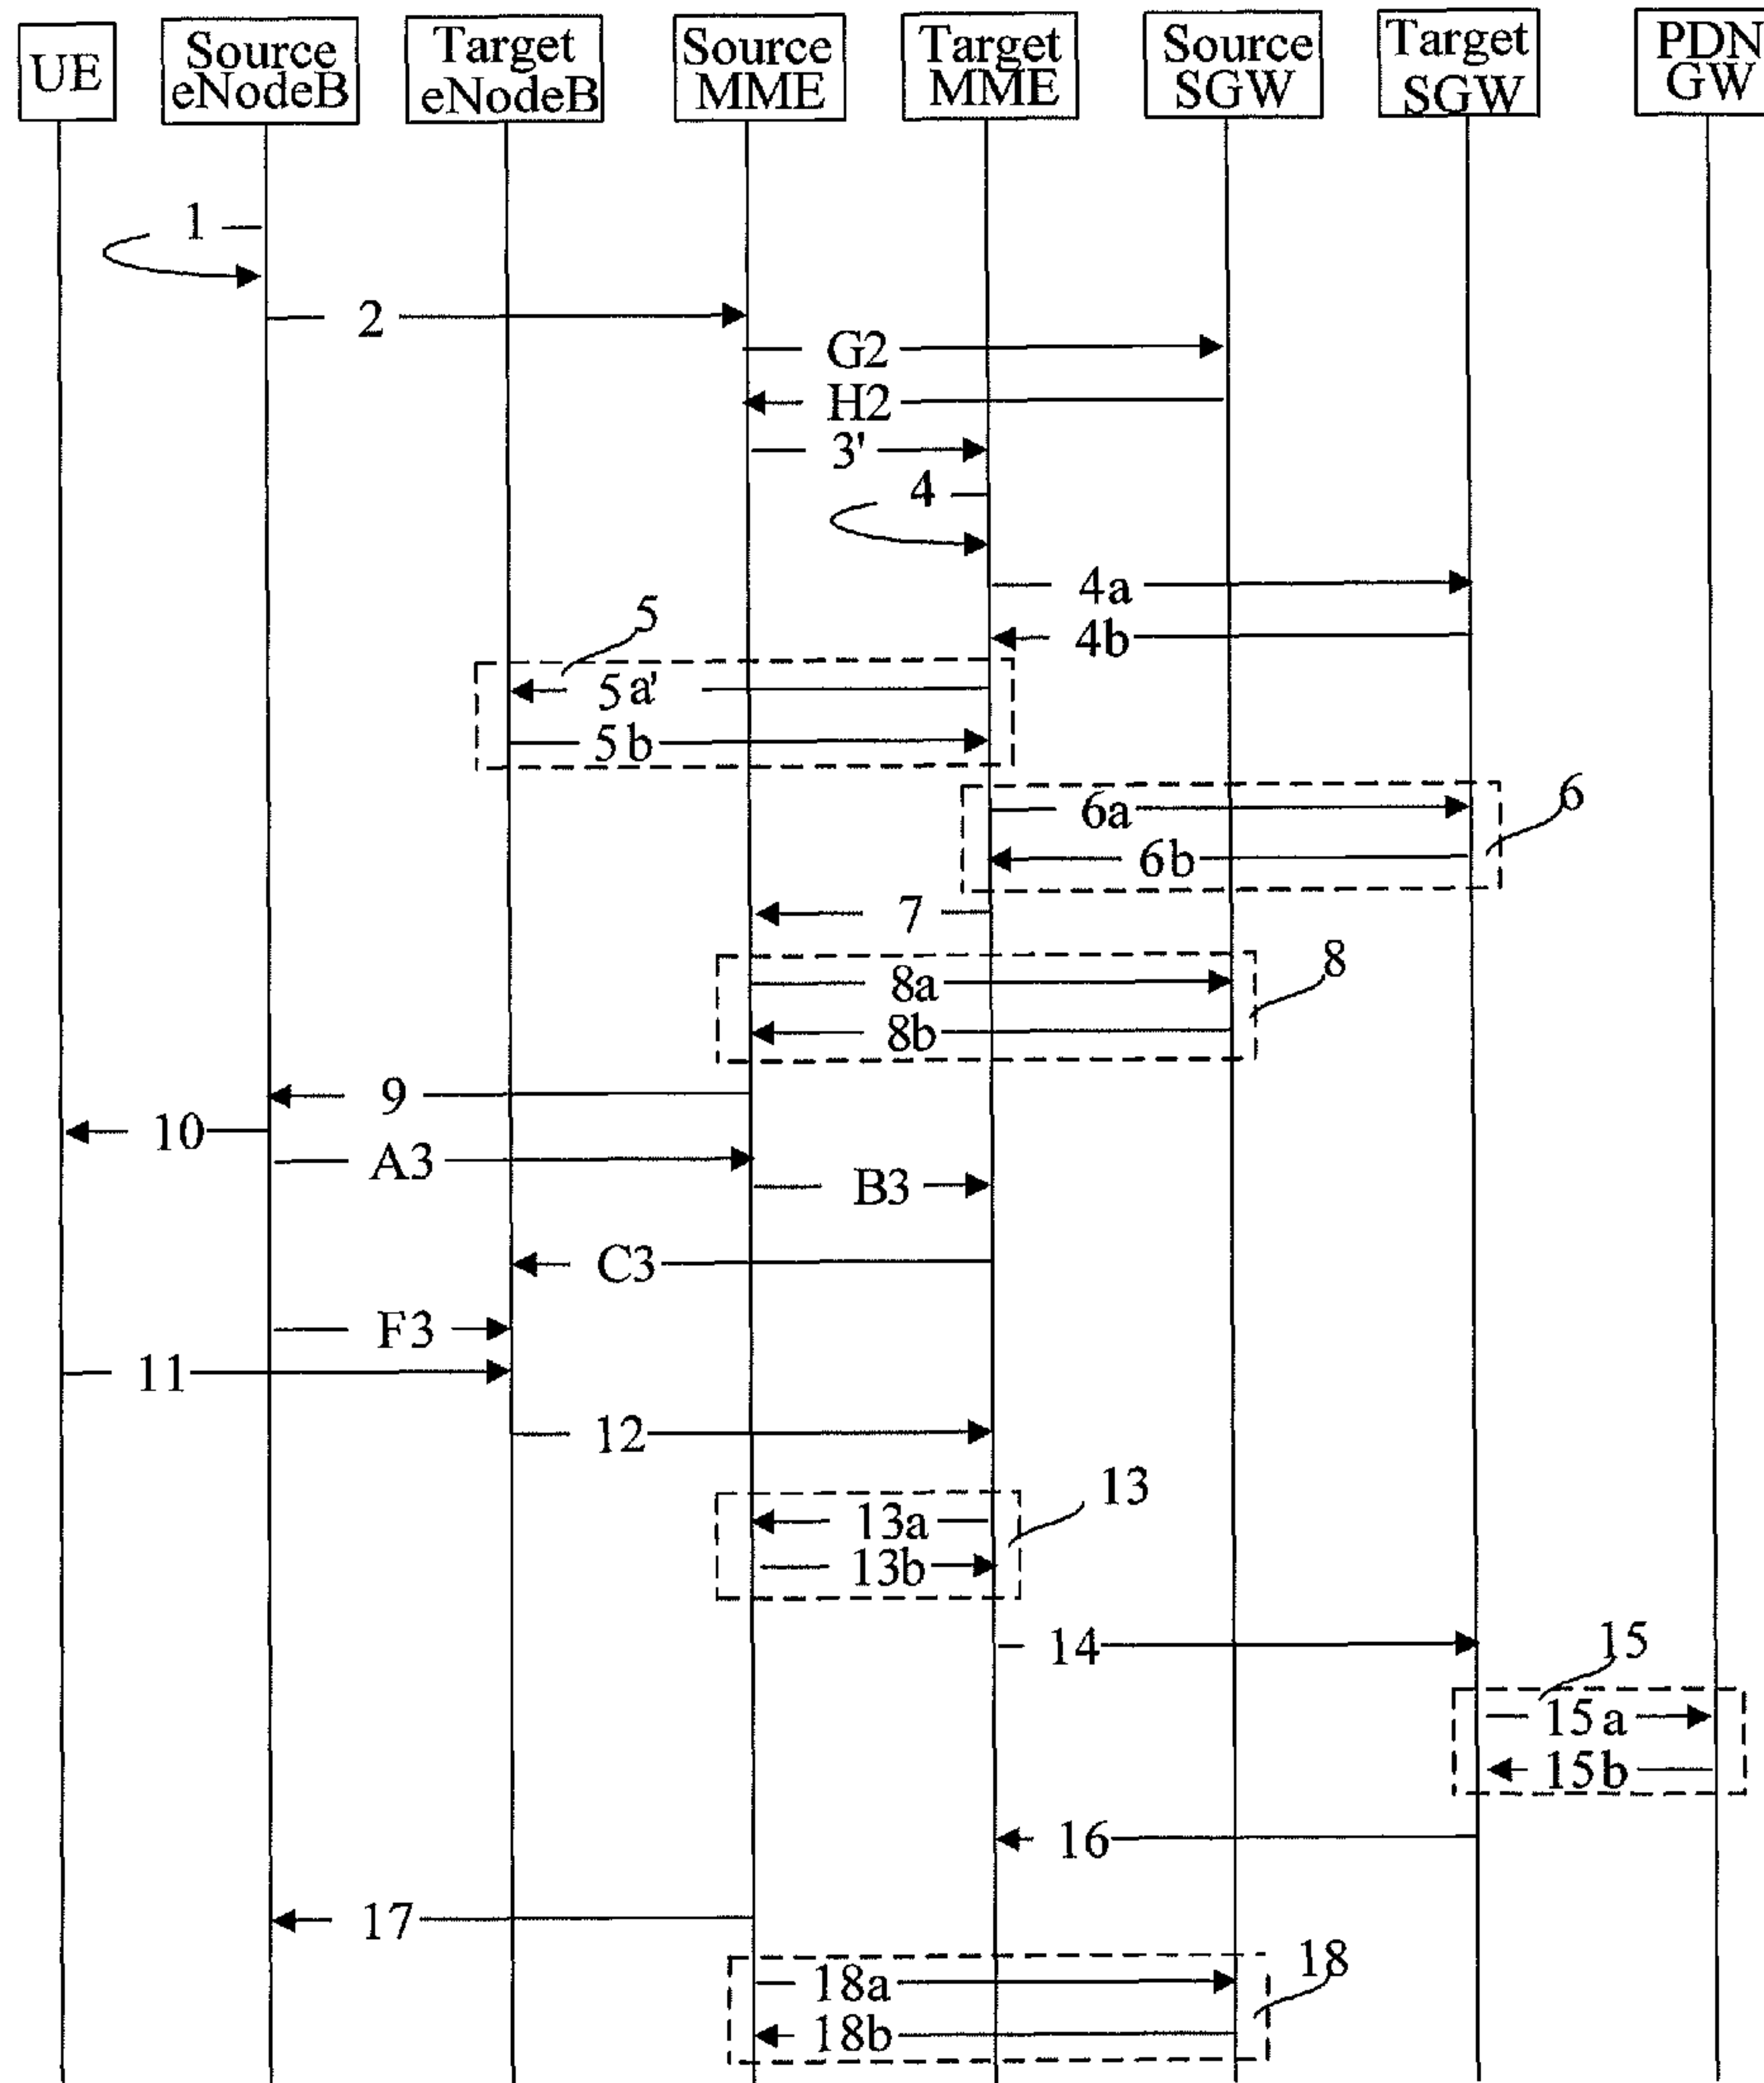 UE
Source
eNodeB
Target
eNodeB
Source
MME
Target
MME
Source
SGW
Target
SGW
PDN
GW
1
2
G2
H2
3'
4
4a
4b
5
5a'
5b
6a
6
6b
7
8a
8
8b
9
10
A3
B3
C3
F3
11
12
13
13a
13b
14
15
15a
15b
16
17
18
18a
18b